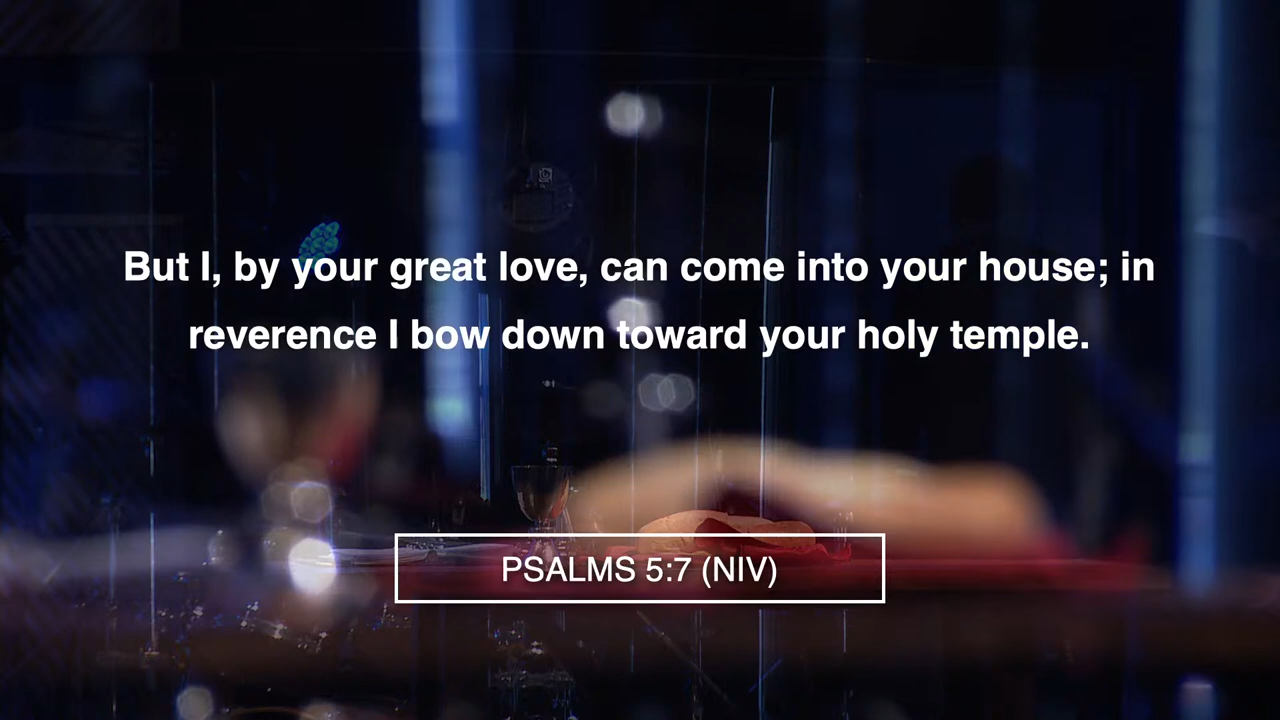 But I, by your great love, can come into your house; in
reverence I bow down toward your holy temple.
PSALMS 5:7 (NIV)